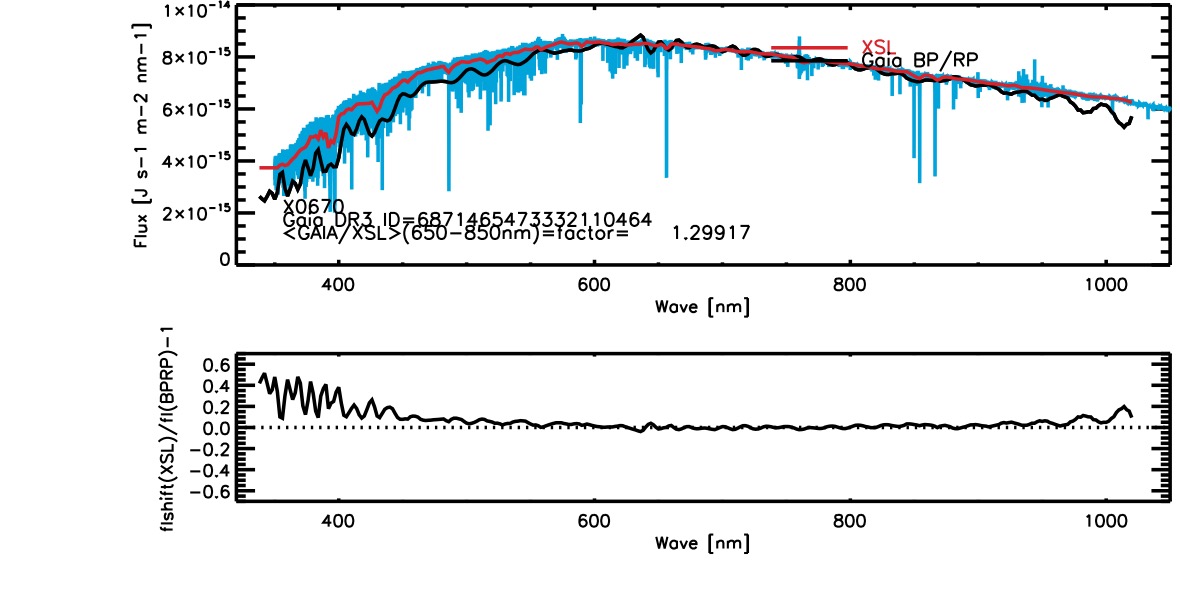 1×10−14
8×10−15
6×10−15
4×10−15
2×10−15
0
Flux [J s−1 m−2 nm−1]
XSL
Gaia BP/RP
X0670
Gaia DR3 ID=6871465473332110464
<GAIA/XSL>(650−850nm)=factor= 1.29917
400 600 800 1000
Wave [nm]
flshift(XSL)/fl(BPRP)−1
0.6
0.4
0.2
0.0
−0.2
−0.4
−0.6
400 600 800 1000
Wave [nm]